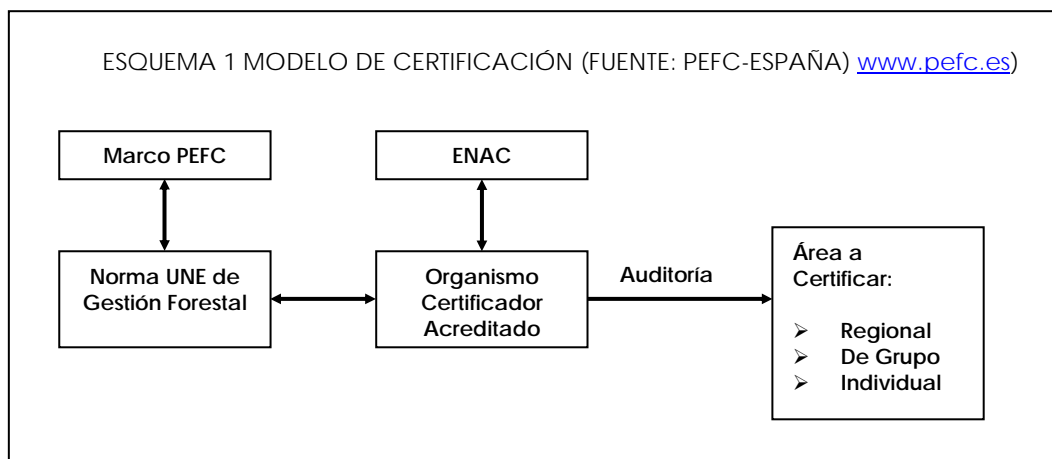 ESQUEMA 1 MODELO DE CERTIFICACIÓN (FUENTE: PEFC-ESPAÑA) www.pefc.es)
Marco PEFC
ENAC
Norma UNE de
Gestión Forestal
Organismo
Certificador
Acreditado
Auditoría
Área a
Certificar:
➢ Regional
➢ De Grupo
➢ Individual